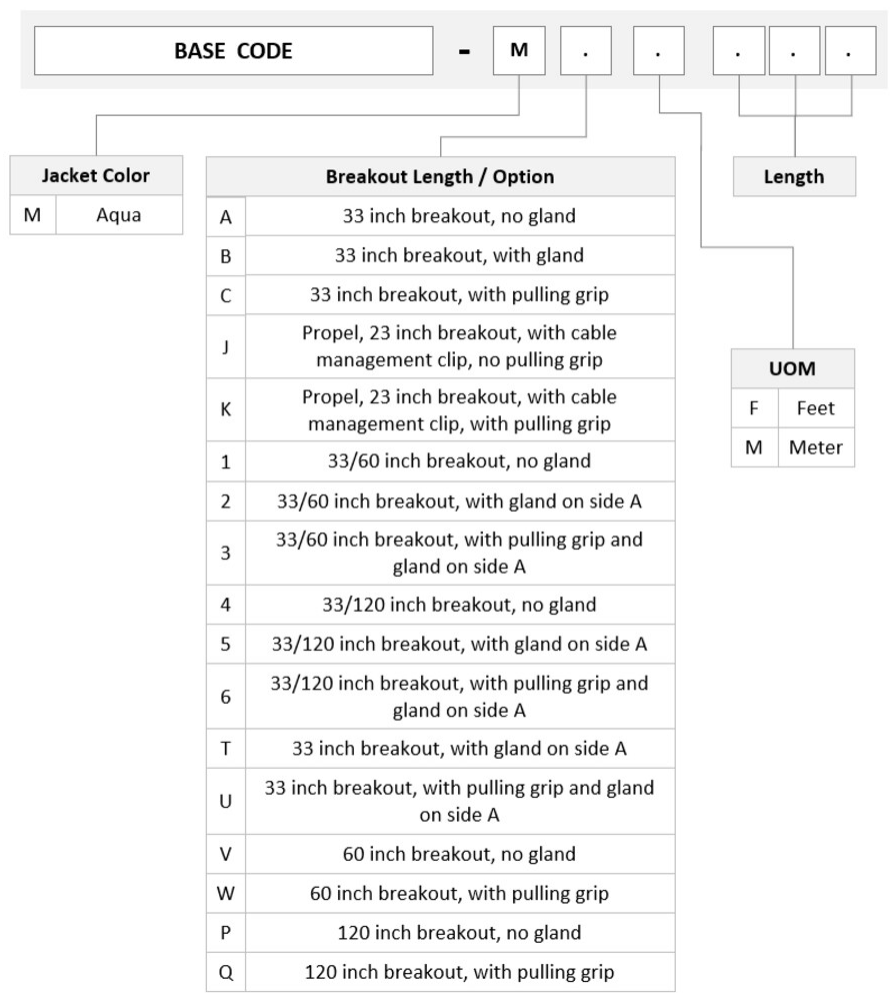 BASE CODE - M . . . . .
Jacket Color
M Aqua
Breakout Length / Option
A 33 inch breakout, no gland
B 33 inch breakout, with gland
C 33 inch breakout, with pulling grip
J Propel, 23 inch breakout, with cable
management clip, no pulling grip
K Propel, 23 inch breakout, with cable
management clip, with pulling grip
1 33/60 inch breakout, no gland
2 33/60 inch breakout, with gland on side A
3 33/60 inch breakout, with pulling grip and
gland on side A
4 33/120 inch breakout, no gland
5 33/120 inch breakout, with gland on side A
6 33/120 inch breakout, with pulling grip and
gland on side A
T 33 inch breakout, with gland on side A
U 33 inch breakout, with pulling grip and gland
on side A
V 60 inch breakout, no gland
W 60 inch breakout, with pulling grip
P 120 inch breakout, no gland
Q 120 inch breakout, with pulling grip
Length
UOM
F Feet
M Meter